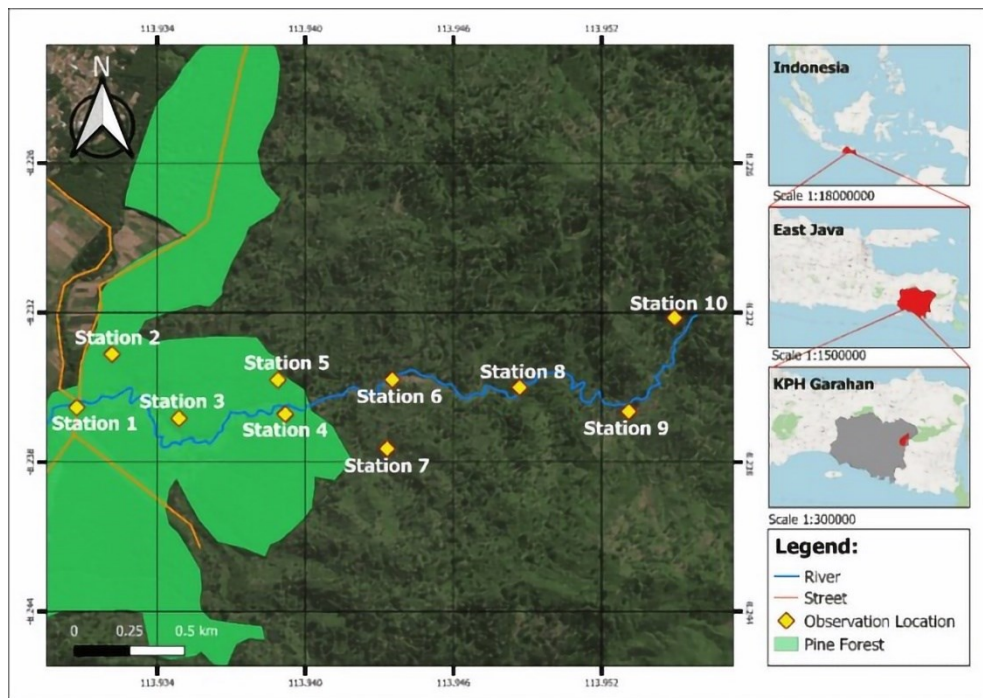 113.934 113.940 113.946 113.952
N
-8.226 -8.226
-8.232 -8.232
-8.238 -8.238
-8.244 -8.244
Station 10
Station 2
Station 5
Station 8
Station 3
Station 6
Station 1
Station 4
Station 9
Station 7
0 0.25 0.5 km
113.934 113.940 113.946 113.952
Indonesia
Scale 1:18000000
East Java
Scale 1:1500000
KPH Garahan
Scale 1:300000
Legend:
River
Street
Observation Location
Pine Forest